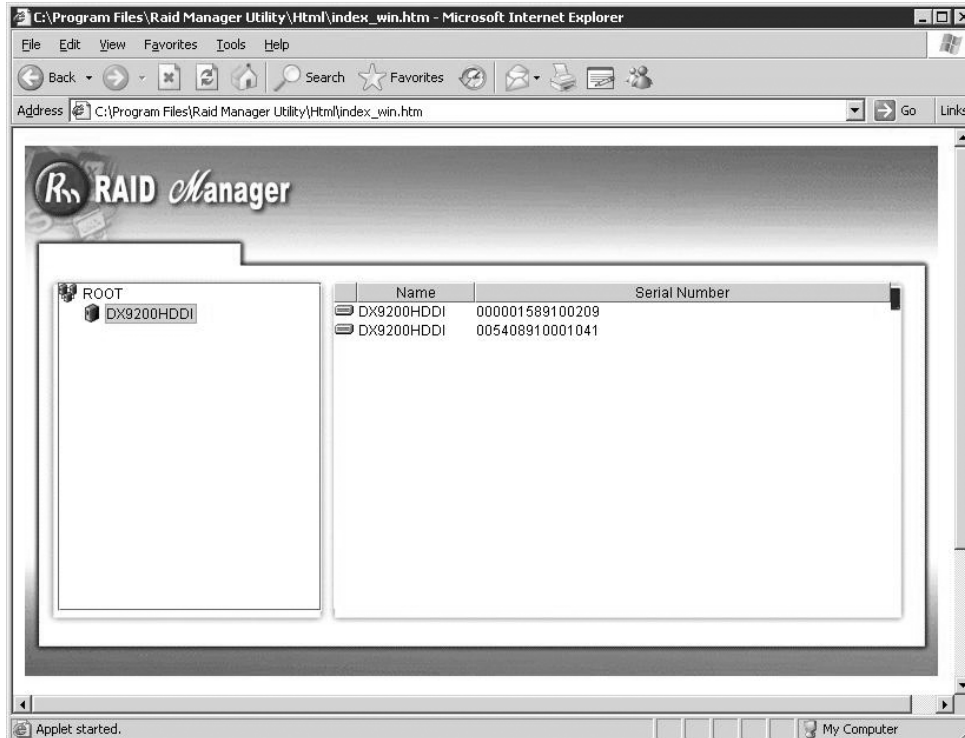 C:\Program Files\Raid Manager Utility\Html\index_win.htm - Microsoft Internet Explorer
File Edit View Favorites Tools Help
Back Search Favorites
Address C:\Program Files\Raid Manager Utility\Html\index_win.htm Go Links
Rm RAID Manager
ROOT
DX9200HDDI
Name Serial Number
DX9200HDDI 000001589100209
DX9200HDDI 005408910001041
Applet started. My Computer